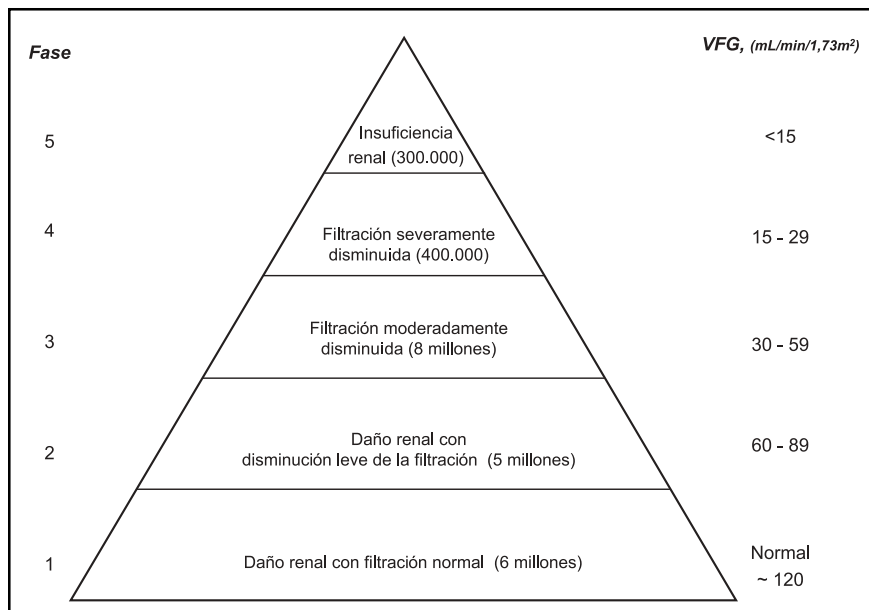 Fase
VFG, (mL/min/1,73m²)
5
Insuficiencia
renal (300.000)
<15
4
Filtración severamente
disminuida (400.000)
15 - 29
3
Filtración moderadamente
disminuida (8 millones)
30 - 59
2
Daño renal con
disminución leve de la filtración (5 millones)
60 - 89
1
Daño renal con filtración normal (6 millones)
Normal
~ 120